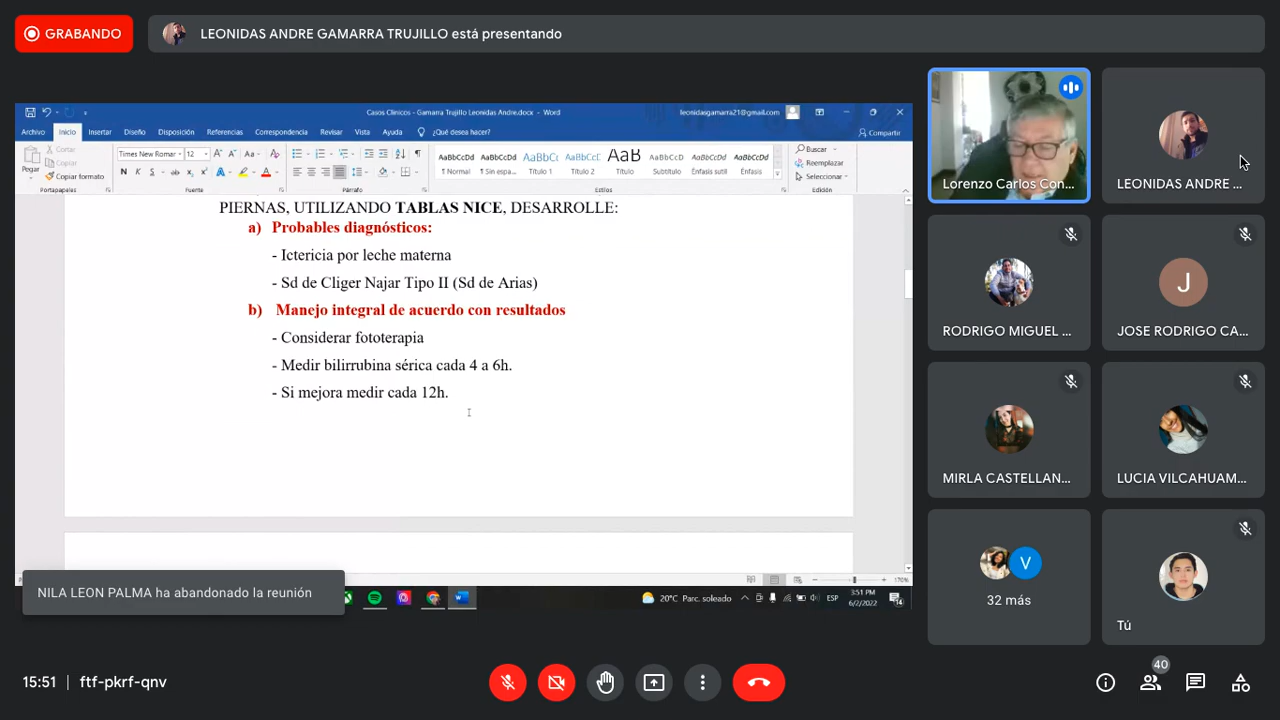 GRABANDO
LEONIDAS ANDRE GAMARRA TRUJILLO está presentando
Casos Clinicos - Gamarra Trujillo Leonidas Andre.docx - Word
leonidasgamarra21@gmail.com
Archivo Inicio Insertar Diseño Disposición Referencias Correspondencia Revisar Vista Ayuda ¿Qué desea hacer? Compartir
Pegar
Cortar
Copiar
Copiar formato
Portapapeles
Times New Romar 12
N K S
Fuente
Párrafo
AaBbCcDd AaBbCcDd AaBbCc AaBbCcD AaB AaBbCcD AaBbCcDd AaBbCcDd
¶ Normal ¶ Sin espa... Título 1 Título 2 Título Subtítulo Énfasis sutil Énfasis
Estilos
Buscar
Reemplazar
Seleccionar
Edición
PIERNAS, UTILIZANDO TABLAS NICE, DESARROLLE:
a) Probables diagnósticos:
- Ictericia por leche materna
- Sd de Cliger Najar Tipo II (Sd de Arias)
b) Manejo integral de acuerdo con resultados
- Considerar fototerapia
- Medir bilirrubina sérica cada 4 a 6h.
- Si mejora medir cada 12h.
170%
NILA LEON PALMA ha abandonado la reunión
20°C Parc. soleado
ESP
3:51 PM
6/2/2022
14
Lorenzo Carlos Con...
LEONIDAS ANDRE ...
RODRIGO MIGUEL ...
J
JOSE RODRIGO CA...
MIRLA CASTELLAN...
LUCIA VILCAHUAM...
V
32 más
Tú
15:51 | ftf-pkrf-qnv
40